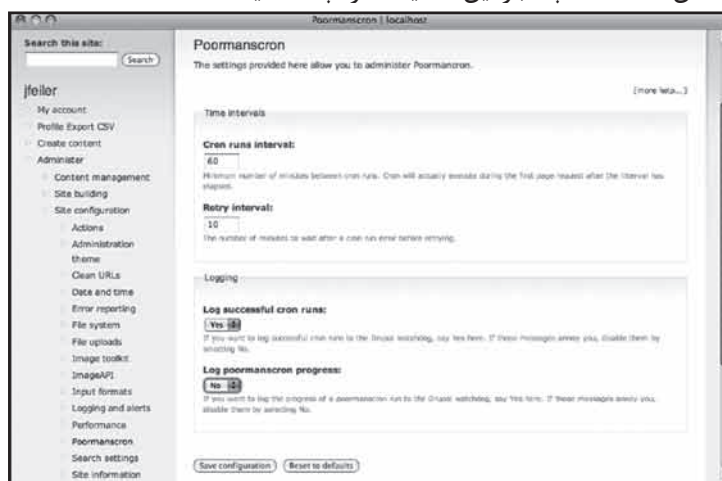 Poormanscron | localhost
Search this site:
Search
jfeiler
My account
Profile Export CSV
Create content
Administer
Content management
Site building
Site configuration
Actions
Administration
theme
Clean URLs
Date and time
Error reporting
File system
File uploads
Image toolkit
ImageAPI
Input formats
Logging and alerts
Performance
Poormanscron
Search settings
Site information
Poormanscron
The settings provided here allow you to administer Poormanscron.
[more help...]
Time intervals
Cron runs interval:
60
Minimum number of minutes between cron runs. Cron will actually execute during the first page request after the interval has
elapsed.
Retry interval:
10
The number of minutes to wait after a cron run error before retrying.
Logging
Log successful cron runs:
Yes
If you want to log successful cron runs to the Drupal watchdog, say Yes here. If those messages annoy you, disable them by
selecting No.
Log poormanscron progress:
No
If you want to log the progress of a poormanscron run to the Drupal watchdog, say Yes here. If those messages annoy you,
disable them by selecting No.
Save configuration
Reset to defaults